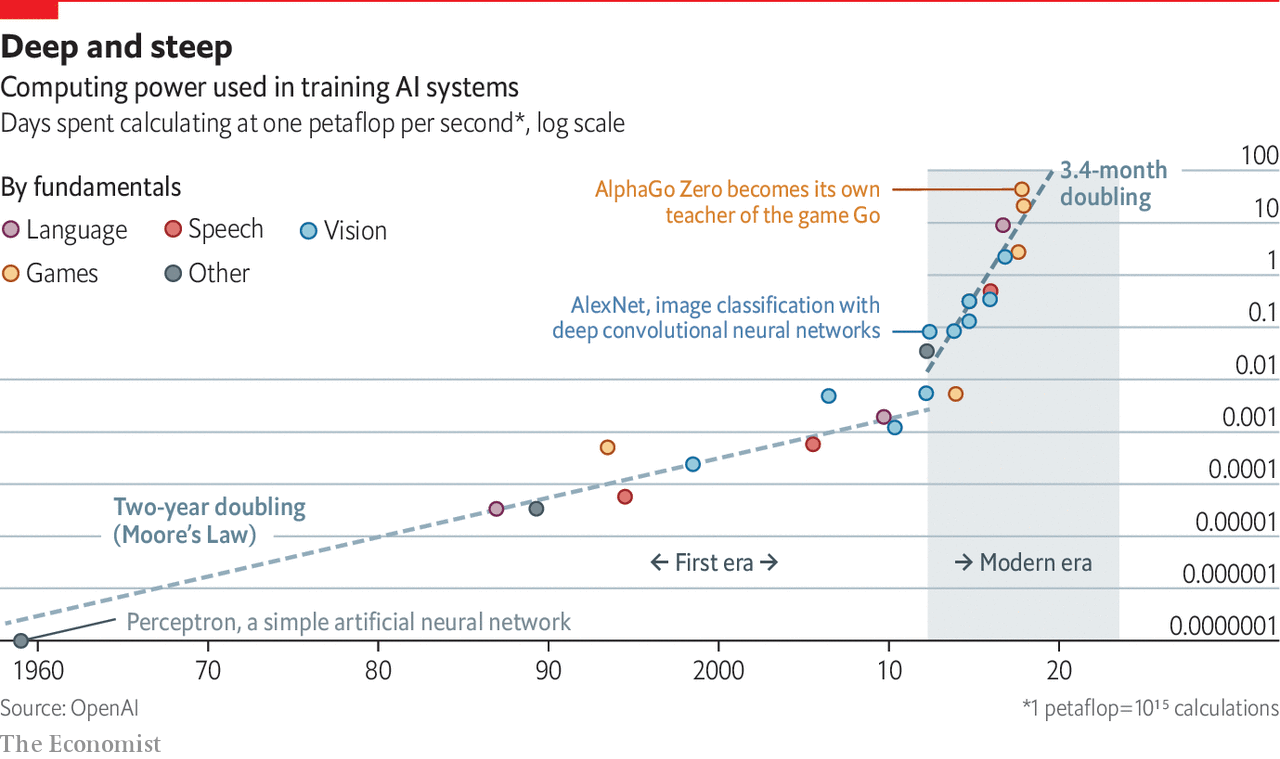 Deep and steep
Computing power used in training AI systems
Days spent calculating at one petaflop per second*, log scale
By fundamentals
Language
Speech
Vision
Games
Other
AlphaGo Zero becomes its own
teacher of the game Go
3.4-month
doubling
AlexNet, image classification with
deep convolutional neural networks
100
10
1
0.1
0.01
0.001
0.0001
0.00001
0.000001
0.0000001
Two-year doubling
(Moore's Law)
← First era →
→ Modern era
Perceptron, a simple artificial neural network
1960
70
80
90
2000
10
20
Source: OpenAI
*1 petaflop=10¹⁵ calculations
The Economist